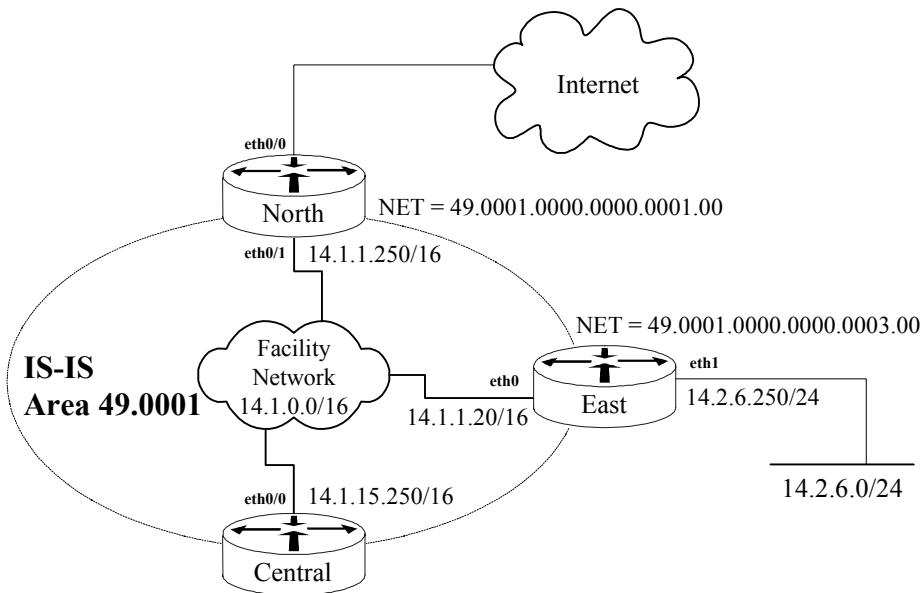 Internet
eth0/0
North
NET = 49.0001.0000.0000.0001.00
eth0/1
14.1.1.250/16
NET = 49.0001.0000.0000.0003.00
Facility
Network
14.1.0.0/16
IS-IS
Area 49.0001
eth0
14.1.1.20/16
East
eth1
14.2.6.250/24
14.2.6.0/24
eth0/0
14.1.15.250/16
Central